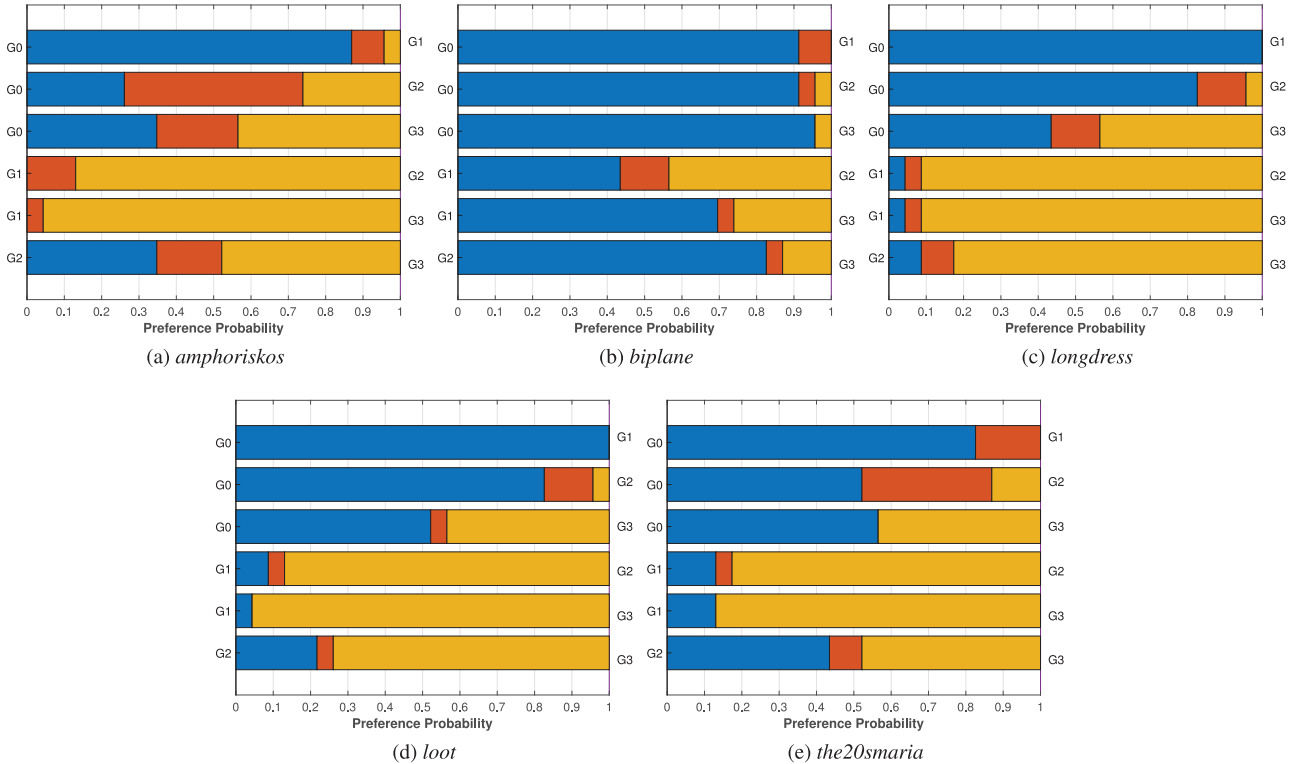 G0 G1
G0 G2
G0 G3
G1 G2
G1 G3
G2 G3
0 0.1 0.2 0.3 0.4 0.5 0.6 0.7 0.8 0.9 1
Preference Probability
(a) amphoriskos
G0 G1
G0 G2
G0 G3
G1 G2
G1 G3
G2 G3
0 0.1 0.2 0.3 0.4 0.5 0.6 0.7 0.8 0.9 1
Preference Probability
(b) biplane
G0 G1
G0 G2
G0 G3
G1 G2
G1 G3
G2 G3
0 0.1 0.2 0.3 0.4 0.5 0.6 0.7 0.8 0.9 1
Preference Probability
(c) longdress
G0 G1
G0 G2
G0 G3
G1 G2
G1 G3
G2 G3
0 0.1 0.2 0.3 0.4 0.5 0.6 0.7 0.8 0.9 1
Preference Probability
(d) loot
G0 G1
G0 G2
G0 G3
G1 G2
G1 G3
G2 G3
0 0.1 0.2 0.3 0.4 0.5 0.6 0.7 0.8 0.9 1
Preference Probability
(e) the20smaria